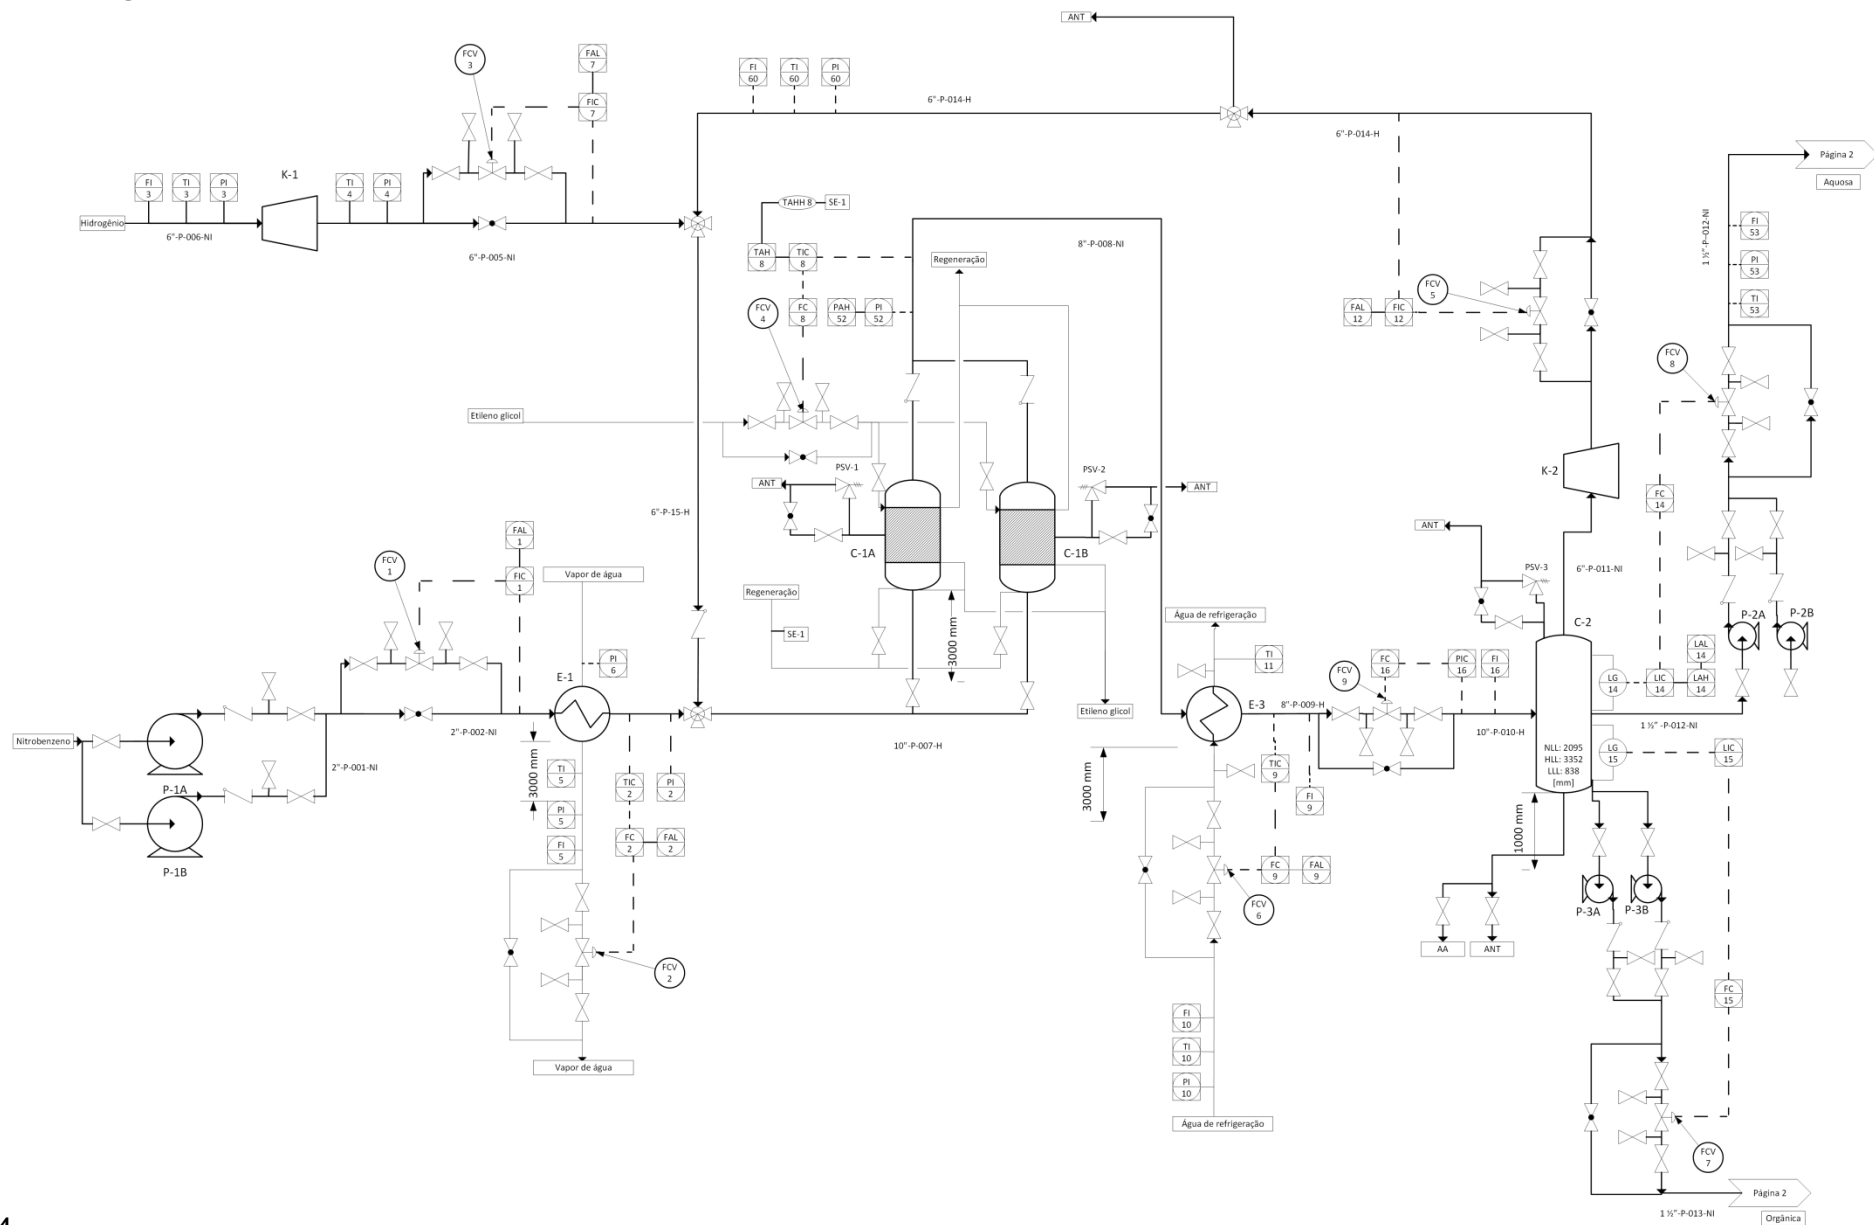 ANT
FCV
3
FAL
7
FI
60
TI
60
PI
60
FIC
7
6"-P-014-H
6"-P-014-H
Página 2
Aquosa
K-1
FI
3
TI
3
PI
3
TI
4
PI
4
Hidrogênio
6"-P-006-NI
6"-P-005-NI
TAHH 8
SE-1
TAH
8
TIC
8
Regeneração
8"-P-008-NI
1 ½"-P-012-NI
FI
53
PI
53
TI
53
FCV
4
FC
8
PAH
52
PI
52
FAL
12
FIC
12
FCV
5
FCV
8
Etileno glicol
PSV-1
PSV-2
ANT
ANT
C-1A
C-1B
K-2
FC
14
ANT
PSV-3
6"-P-011-NI
6"-P-15-H
FAL
1
FCV
1
FIC
1
Vapor de água
Regeneração
SE-1
3000 mm
Água de refrigeração
C-2
P-2A
P-2B
PI
6
E-1
TI
11
FCV
9
FC
16
PIC
16
FI
16
LG
14
LIC
14
LAL
14
LAH
14
Nitrobenzeno
2"-P-001-NI
2"-P-002-NI
P-1A
P-1B
3000 mm
TI
5
PI
5
FI
5
TIC
2
PI
2
FC
2
FAL
2
10"-P-007-H
Etileno glicol
E-3
8"-P-009-H
10"-P-010-H
1 ½" -P-012-NI
NLL: 2095
HLL: 3352
LLL: 838
[mm]
LG
15
LIC
15
3000 mm
TIC
9
FI
9
1000 mm
FC
9
FAL
9
FCV
6
P-3A
P-3B
AA
ANT
FCV
2
FC
15
FI
10
TI
10
PI
10
Vapor de água
Água de refrigeração
FCV
7
Página 2
1 ½"-P-013-NI
Orgânica